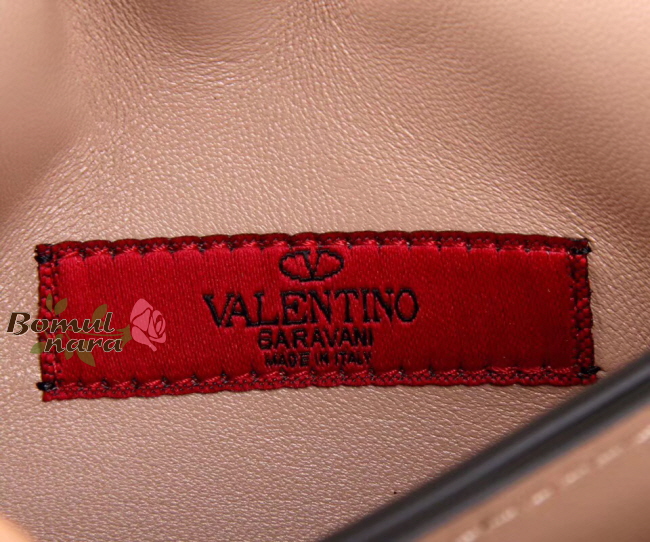 VALENTINO
GARAVANI
MADE IN ITALY
Bomul
nara